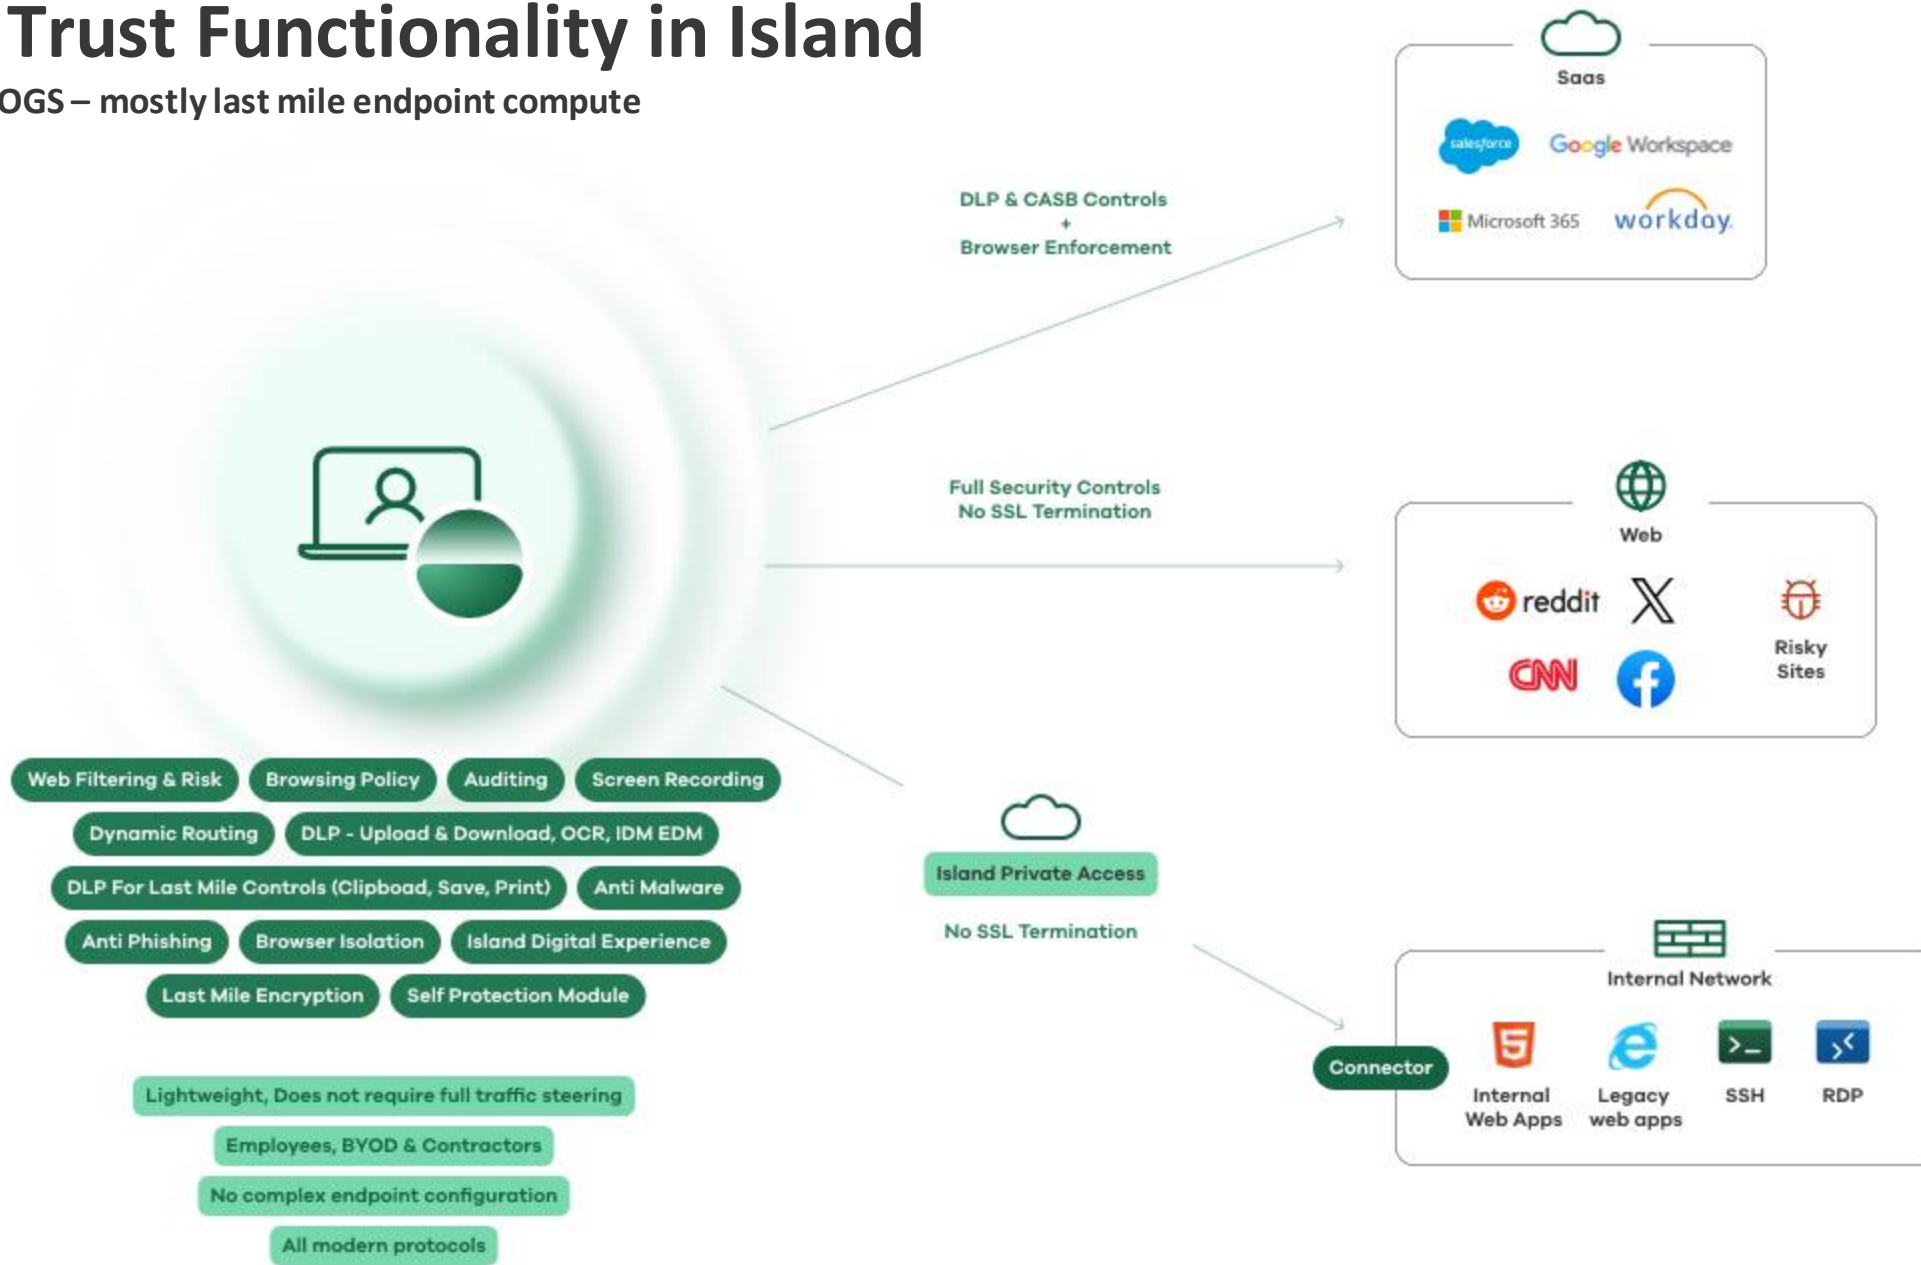 Trust Functionality in Island
OGS – mostly last mile endpoint compute
Saas
salesforce
Google Workspace
Microsoft 365
workday.
DLP & CASB Controls
+
Browser Enforcement
Full Security Controls
No SSL Termination
Web
reddit
X
CNN
Risky
Sites
Web Filtering & Risk
Browsing Policy
Auditing
Screen Recording
Dynamic Routing
DLP - Upload & Download, OCR, IDM EDM
DLP For Last Mile Controls (Clipboad, Save, Print)
Anti Malware
Anti Phishing
Browser Isolation
Island Digital Experience
Last Mile Encryption
Self Protection Module
Lightweight, Does not require full traffic steering
Employees, BYOD & Contractors
No complex endpoint configuration
All modern protocols
Island Private Access
No SSL Termination
Internal Network
Connector
Internal
Web Apps
Legacy
web apps
SSH
RDP